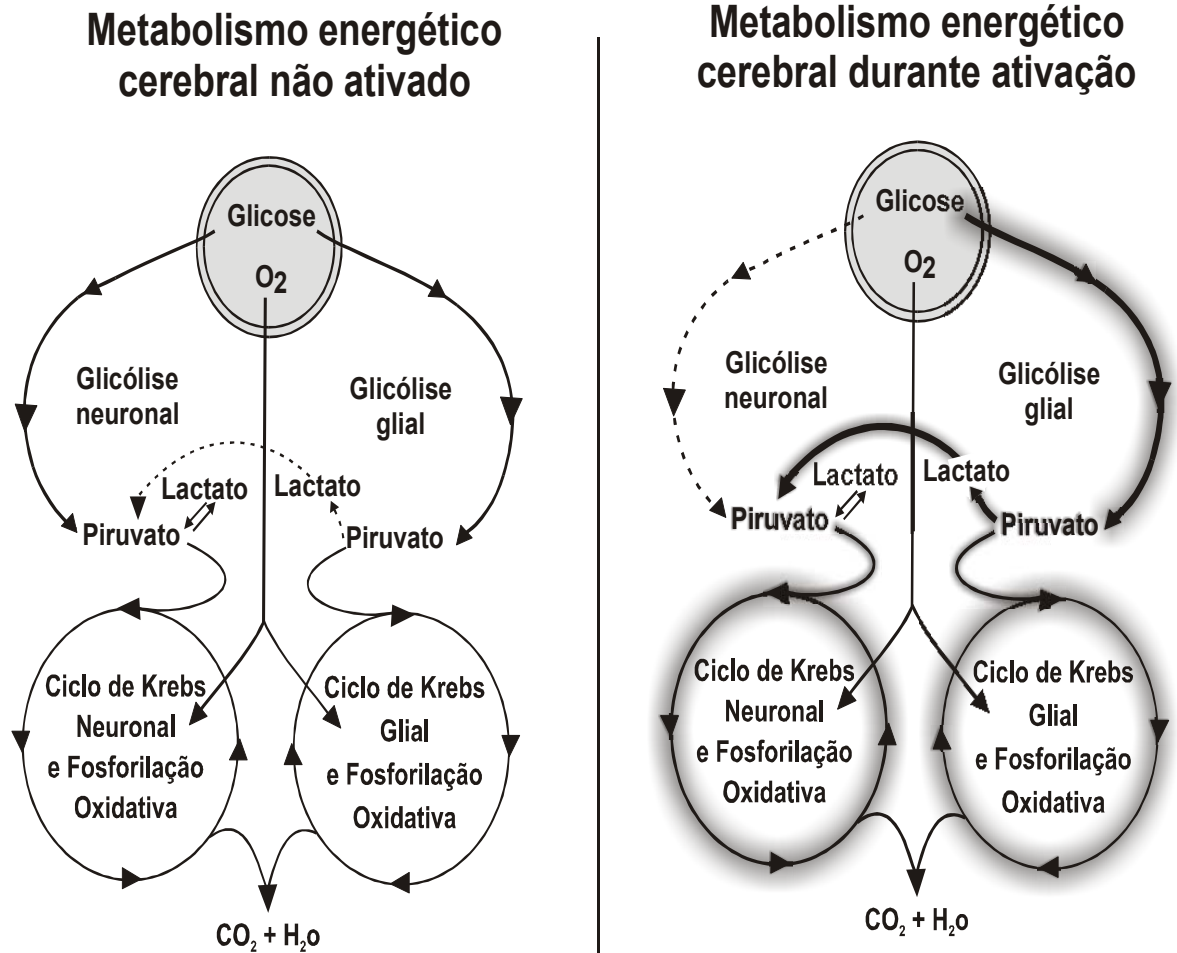 Metabolismo energético
cerebral não ativado
Glicose
O2
Glicólise
neuronal
Glicólise
glial
Lactato
Lactato
Piruvato
Piruvato
Ciclo de Krebs
Neuronal
e Fosforilação
Oxidativa
Ciclo de Krebs
Glial
e Fosforilação
Oxidativa
CO₂ + H₂o
Metabolismo energético
cerebral durante ativação
Glicose
O2
Glicólise
neuronal
Glicólise
glial
Lactato
Lactato
Piruvato
Piruvato
Ciclo de Krebs
Neuronal
e Fosforilação
Oxidativa
Ciclo de Krebs
Glial
e Fosforilação
Oxidativa
CO₂ + H₂o